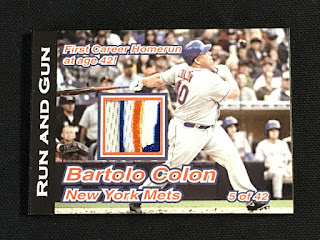 First Career Homerun
at age 42!
RUN AND GUN
Bartolo Colon
New York Mets
5 of 42